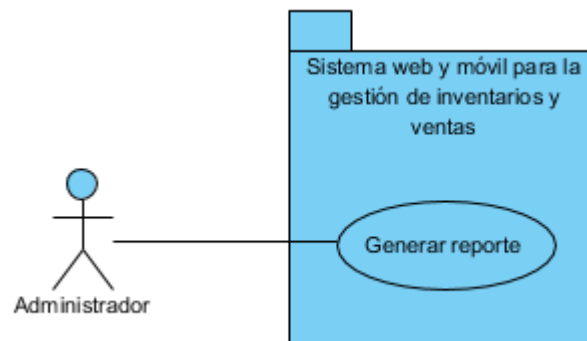 Sistema web y móvil para la
gestión de inventarios y
ventas
Generar reporte
Administrador